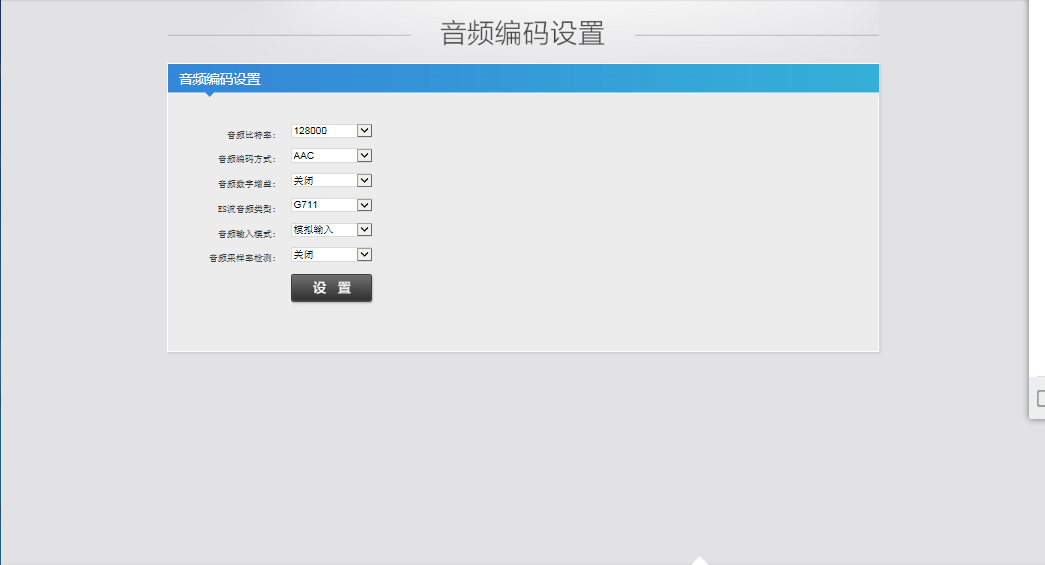 音频编码设置
音频编码设置
音频比特率： 128000
音频编码方式： AAC
音频数字增益： 关闭
ES流音频类型： G711
音频输入模式： 模拟输入
音频采样率检测： 关闭
设 置